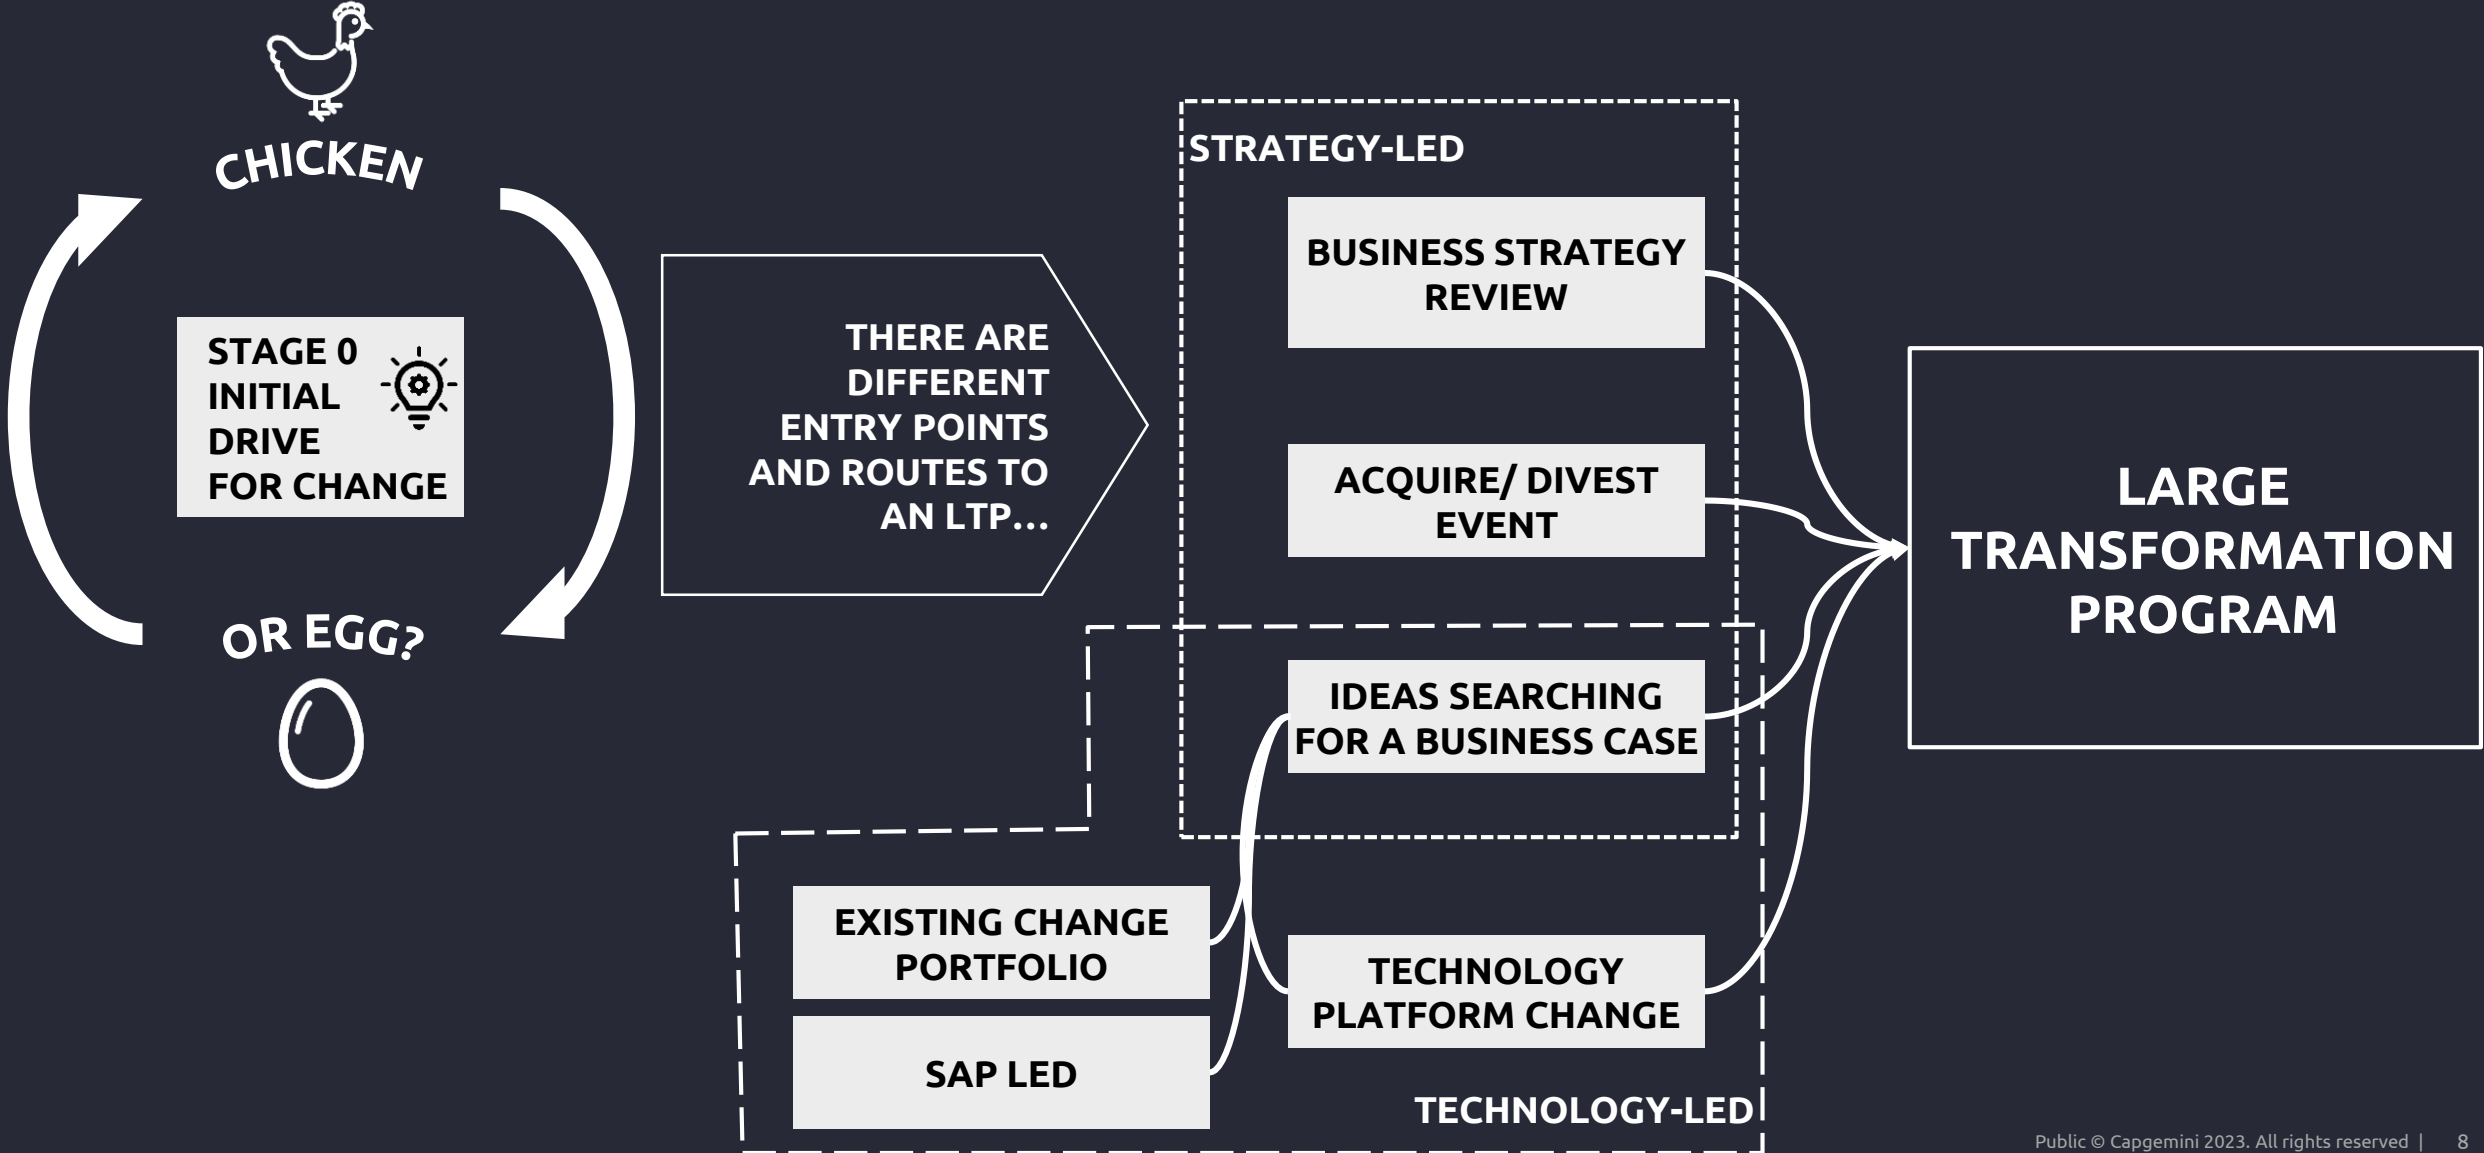 CHICKEN
STAGE 0
INITIAL
DRIVE
FOR CHANGE
OR EGG?
THERE ARE
DIFFERENT
ENTRY POINTS
AND ROUTES TO
AN LTP...
STRATEGY-LED
BUSINESS STRATEGY
REVIEW
ACQUIRE/ DIVEST
EVENT
IDEAS SEARCHING
FOR A BUSINESS CASE
EXISTING CHANGE
PORTFOLIO
SAP LED
TECHNOLOGY
PLATFORM CHANGE
TECHNOLOGY-LED
LARGE
TRANSFORMATION
PROGRAM
Public © Capgemini 2023. All rights reserved | 8